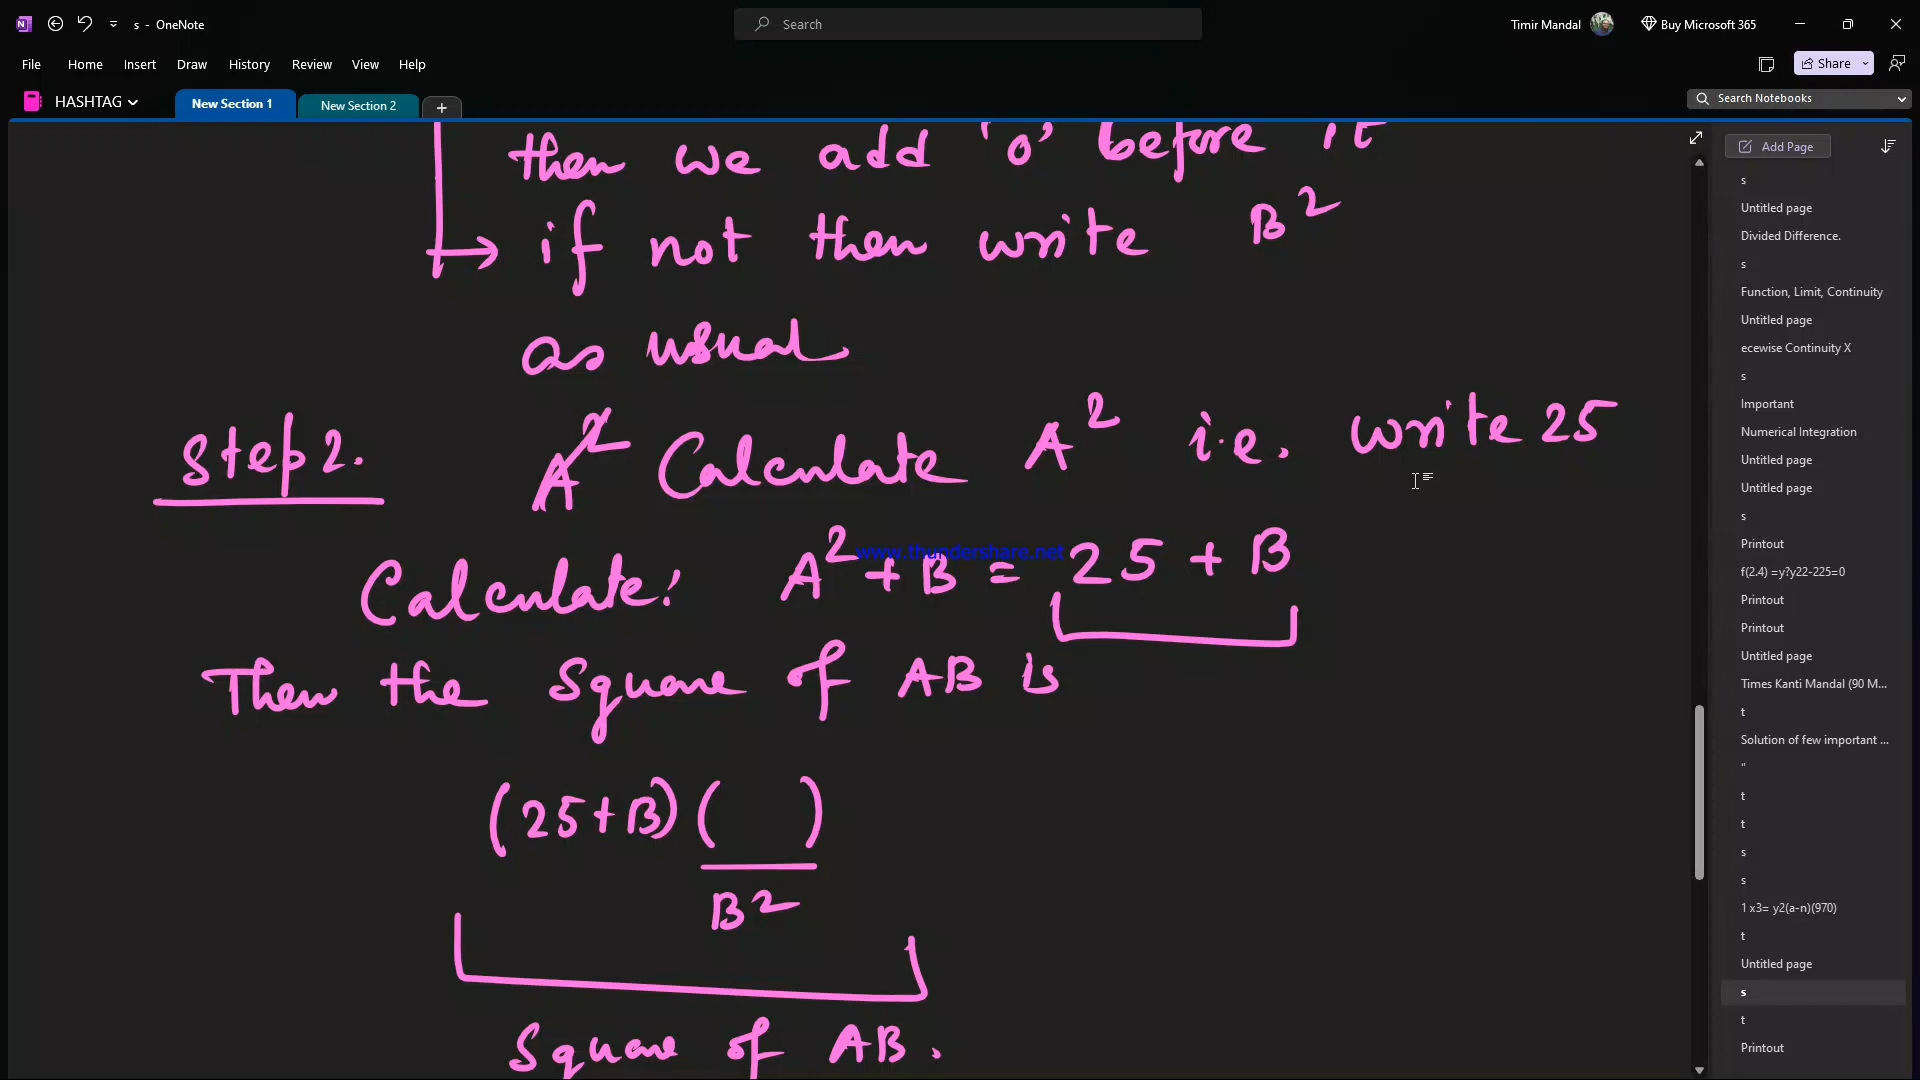 s - OneNote
Search
Timir Mandal
Buy Microsoft 365
File Home Insert Draw History Review View Help
Share
HASHTAG
New Section 1
New Section 2
+
Search Notebooks
then we add '0' before it
if not then write B²
as usual
Step 2. A² Calculate A² i.e. write 25
Calculate: A² + B = 25 + B
www.thundershare.net
Then the Square of AB is
(25+B) ( )
B²
Square of AB.
Add Page
s
Untitled page
Divided Difference.
s
Function, Limit, Continuity
Untitled page
ecewise Continuity X
s
Important
Numerical Integration
Untitled page
Untitled page
s
Printout
f(2.4) =y?y22-225=0
Printout
Printout
Untitled page
Times Kanti Mandal (90 M...
t
Solution of few important ...
"
t
t
s
s
1 x3= y2(a-n)(970)
t
Untitled page
s
t
Printout